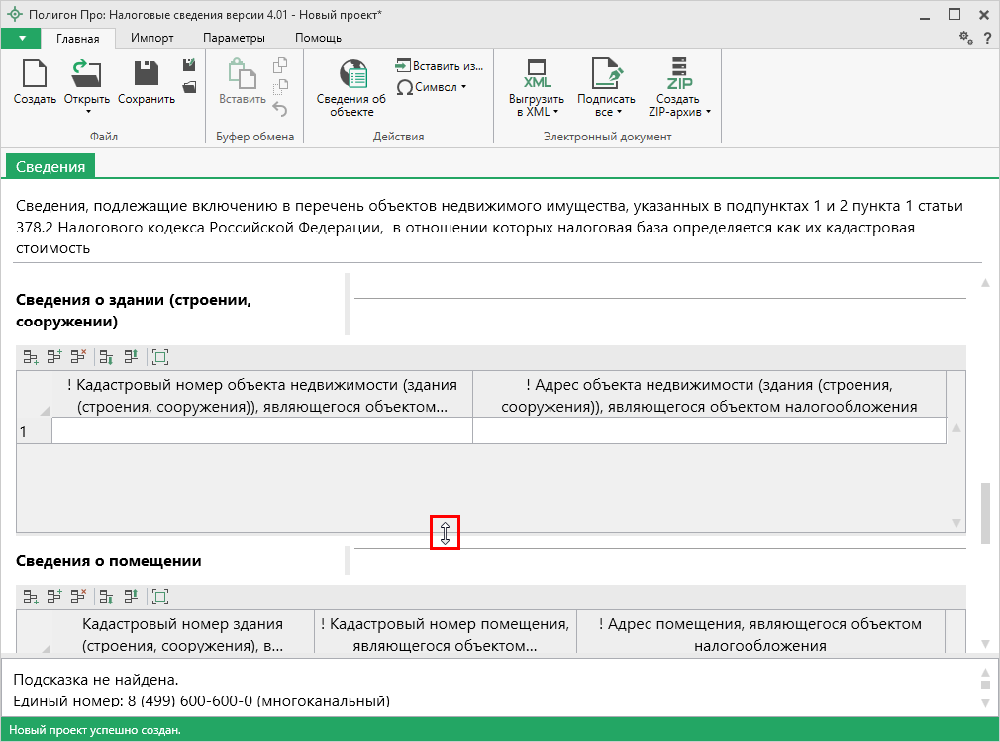 Полигон Про: Налоговые сведения версии 4.01 - Новый проект*
Главная Импорт Параметры Помощь
?
Создать Открыть Сохранить
Файл
Вставить
Буфер обмена
Сведения об
объекте
Вставить из...
Символ
Действия
XML
Выгрузить
в XML
Подписать
все
ZIP
Создать
ZIP-архив
Электронный документ
Сведения
Сведения, подлежащие включению в перечень объектов недвижимого имущества, указанных в подпунктах 1 и 2 пункта 1 статьи
378.2 Налогового кодекса Российской Федерации, в отношении которых налоговая база определяется как их кадастровая
стоимость
Сведения о здании (строении,
сооружении)
! Кадастровый номер объекта недвижимости (здания
(строения, сооружения)), являющегося объектом...
! Адрес объекта недвижимости (здания (строения,
сооружения)), являющегося объектом налогообложения
1
Сведения о помещении
Кадастровый номер здания
(строения, сооружения), в...
! Кадастровый номер помещения,
являющегося объектом...
! Адрес помещения, являющегося объектом
налогообложения
Подсказка не найдена.
Единый номер: 8 (499) 600-600-0 (многоканальный)
Новый проект успешно создан.